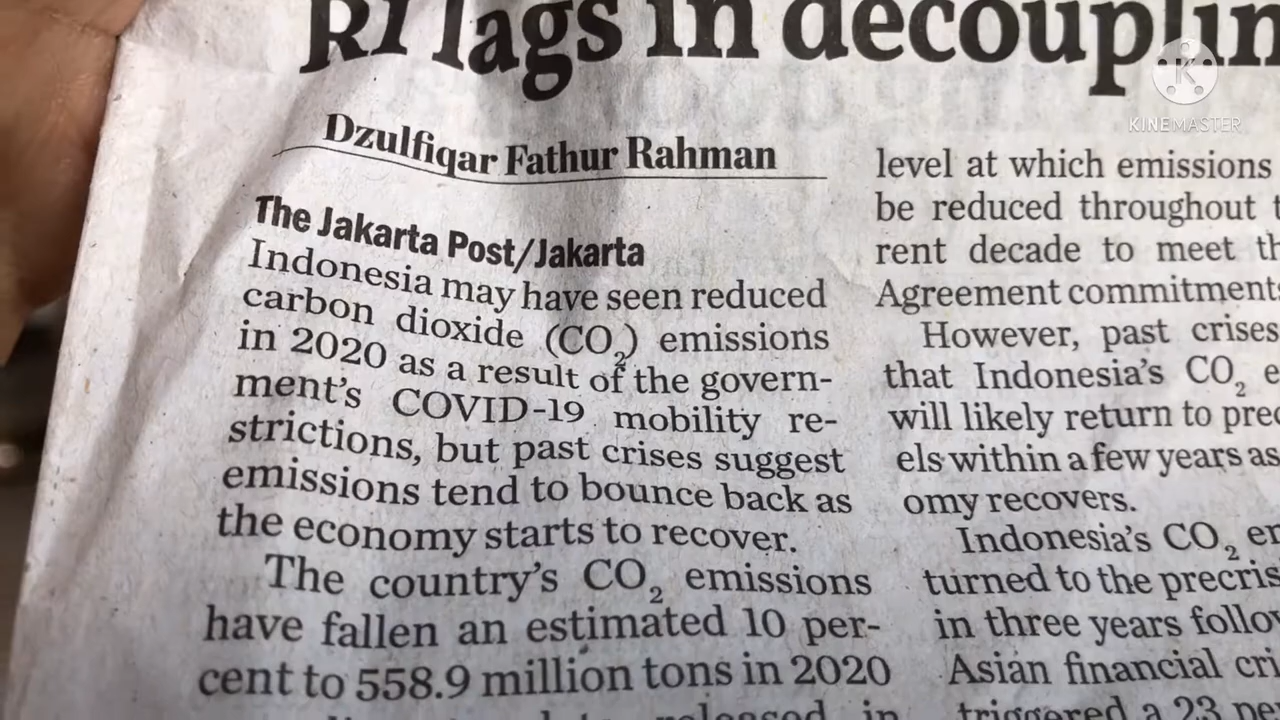 RI lags in
Dzulfiqar Fathur Rahman
The Jakarta Post/Jakarta
Indonesia may have seen reduced
carbon dioxide (CO₂) emissions
in 2020 as a result of the govern-
ment's COVID-19 mobility re-
strictions, but past crises suggest
emissions tend to bounce back as
the economy starts to recover.
The country's CO₂ emissions
have fallen an estimated 10 per-
cent to 558.9 million tons in 2020
released in
level at which emissions
be reduced throughout
rent decade to meet
Agreement commitments
However, past crises
that Indonesia's CO₂
will likely return to
els within a few years as
omy recovers.
Indonesia's CO₂
turned to the
in three years
Asian financial
triggered a 23
KINEMASTER